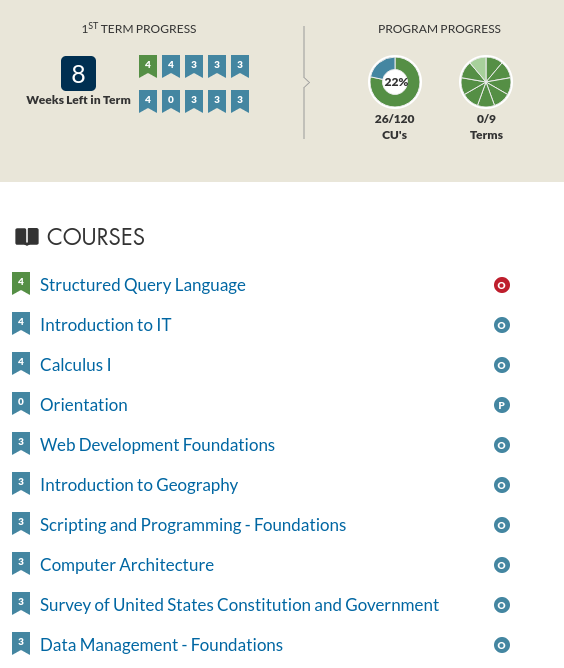 1ST TERM PROGRESS
8
Weeks Left in Term
4 4 3 3 3
4 0 3 3 3
PROGRAM PROGRESS
22%
26/120
CU's
0/9
Terms
COURSES
4 Structured Query Language O
4 Introduction to IT O
4 Calculus I O
0 Orientation P
3 Web Development Foundations O
3 Introduction to Geography O
3 Scripting and Programming - Foundations O
3 Computer Architecture O
3 Survey of United States Constitution and Government O
3 Data Management - Foundations O